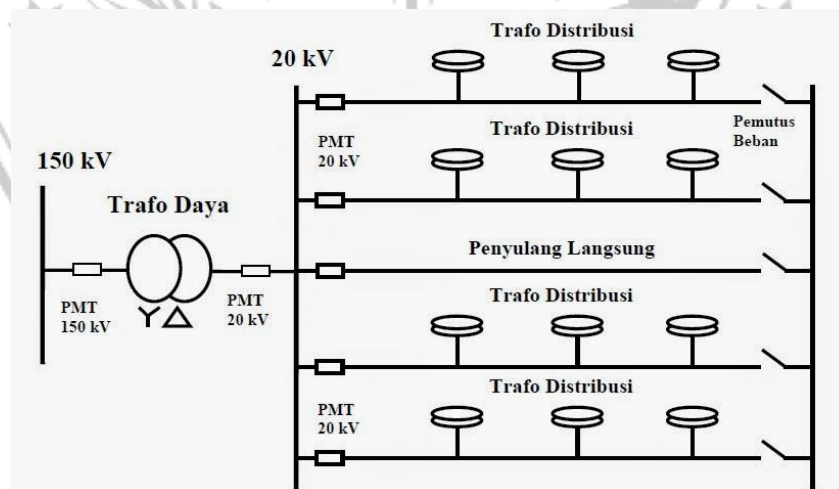 Trafo Distribusi
20 kV
PMT
20 kV
Pemutus
Beban
Trafo Distribusi
150 kV
Trafo Daya
Penyulang Langsung
PMT
150 kV
PMT
20 kV
Trafo Distribusi
Trafo Distribusi
PMT
20 kV